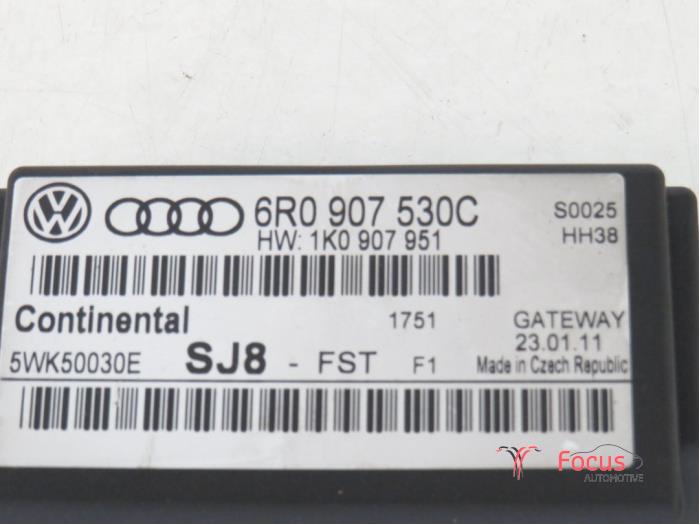 VW 6R0 907 530C S0025
HW: 1K0 907 951 HH38
Continental 1751 GATEWAY
23.01.11
5WK50030E SJ8 - FST F1 Made in Czech Republic
Focus
AUTOMOTIVE